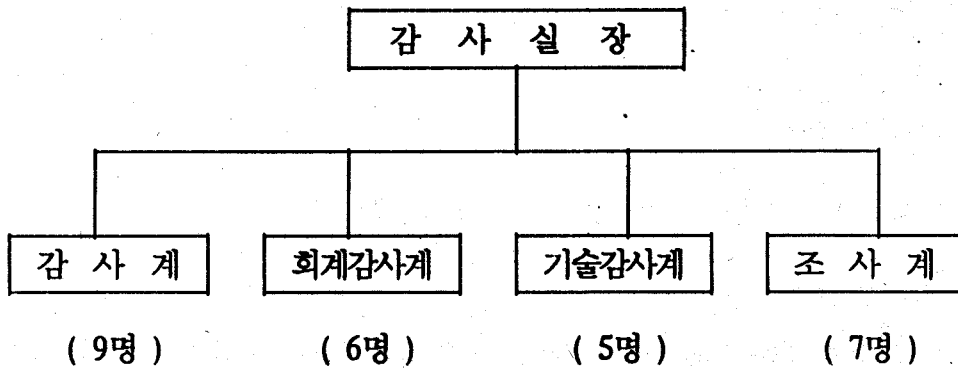 감 사 실 장
감 사 계 회계감사계 기술감사계 조 사 계
( 9명 ) ( 6명 ) ( 5명 ) ( 7명 )